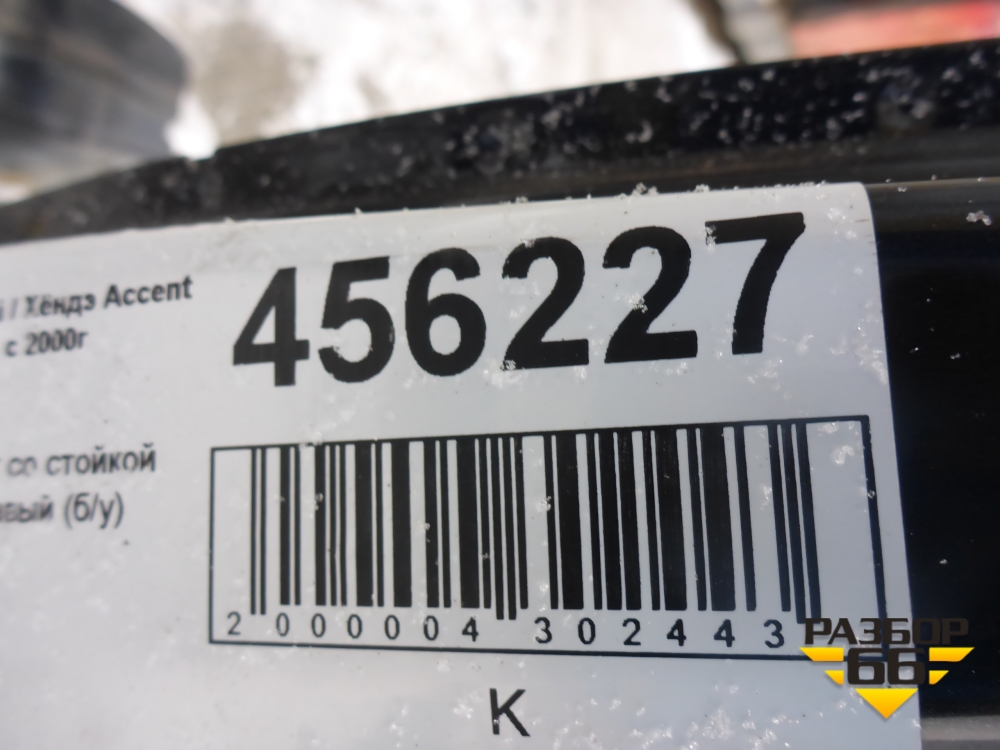 / Хёндэ Accent
с 2000г
456227
со стойкой
(б/у)
2 000004 302443
К
РАЗБОР
66